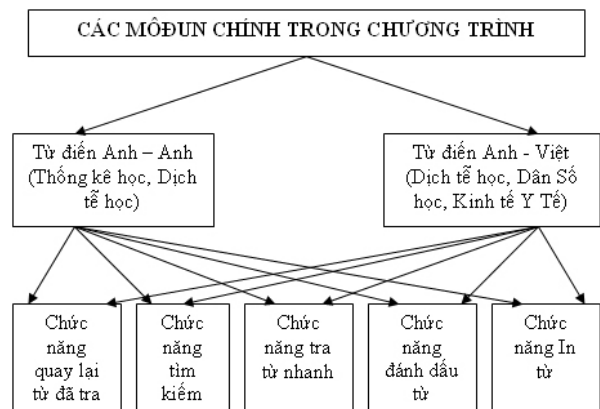 CÁC MÔĐUN CHÍNH TRONG CHƯƠNG TRÌNH
Từ điển Anh – Anh
(Thống kê học, Dịch
tễ học)
Từ điển Anh - Việt
(Dịch tễ học, Dân Số
học, Kinh tế Y Tế)
Chức
năng
quay lại
từ đã tra
Chức
năng
tìm
kiếm
Chức
năng tra
từ nhanh
Chức
năng
đánh dấu
từ
Chức
năng In
từ